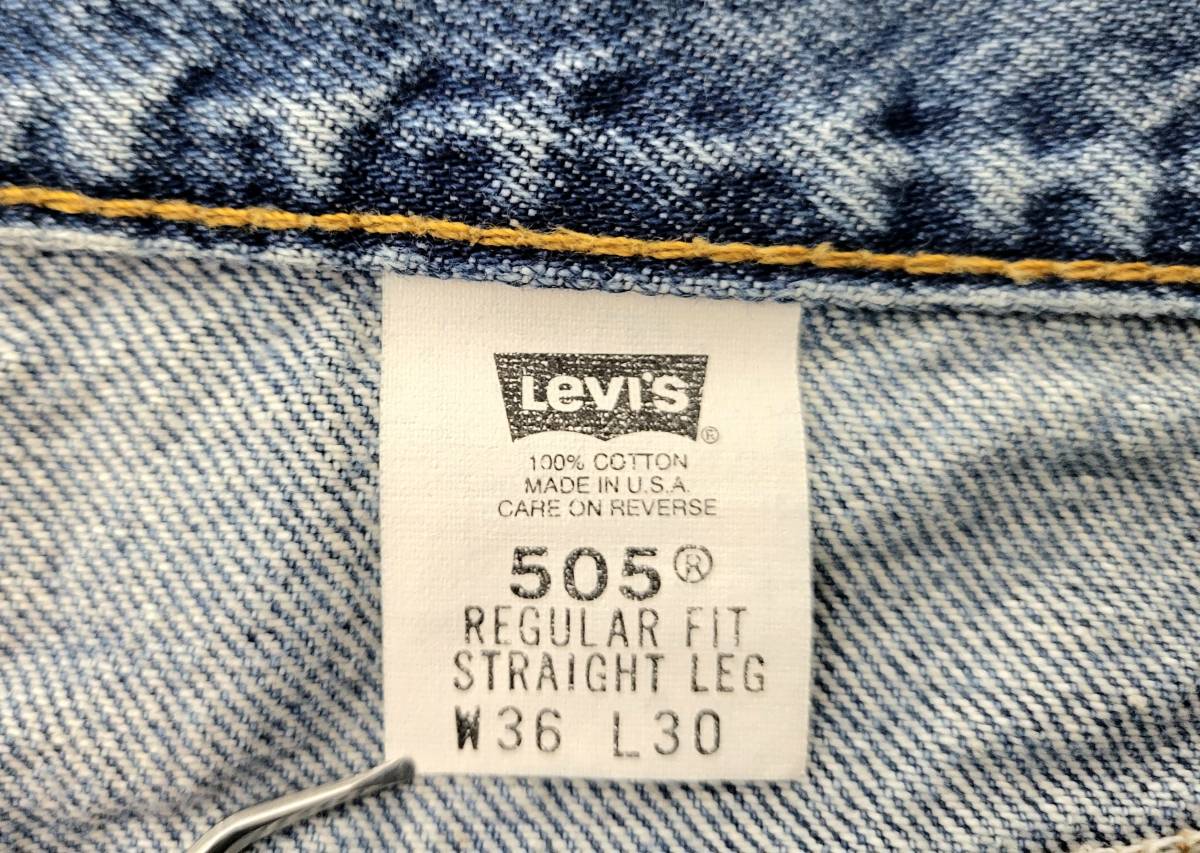 Levi's®
100% COTTON
MADE IN U.S.A.
CARE ON REVERSE
505®
REGULAR FIT
STRAIGHT LEG
W36 L30